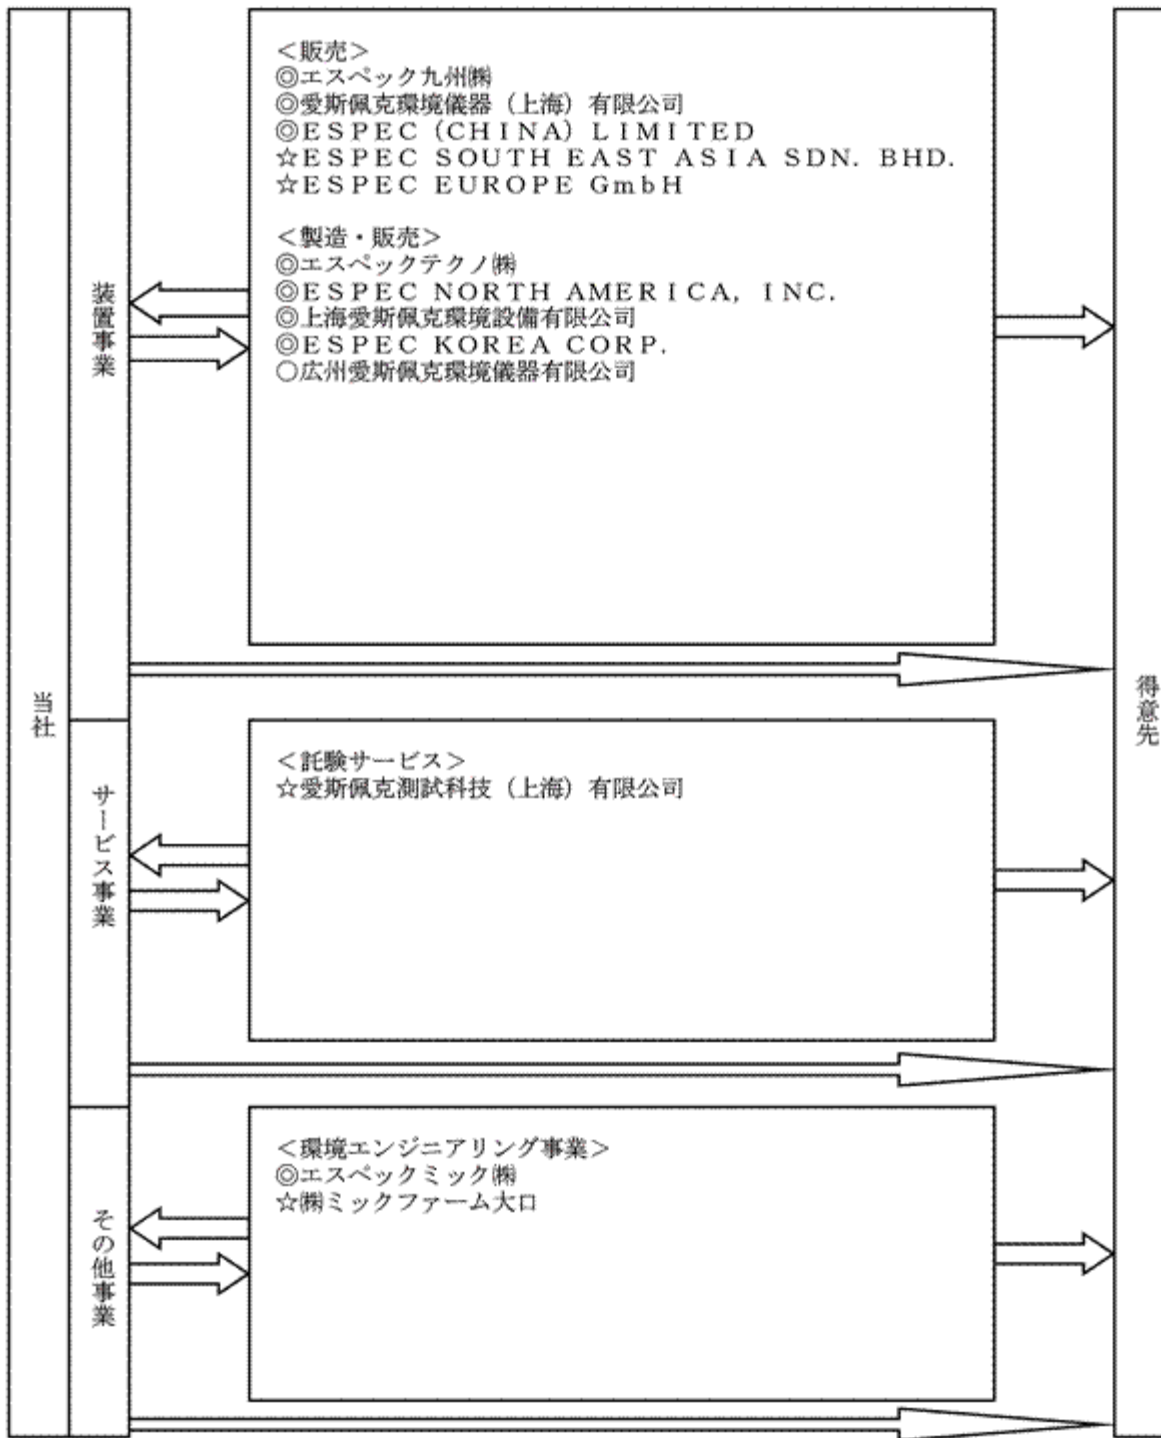 当社
装置事業
<販売>
◎エスペック九州㈱
◎愛斯佩克環境儀器(上海)有限公司
◎ESPEC (CHINA) LIMITED
☆ESPEC SOUTH EAST ASIA SDN. BHD.
☆ESPEC EUROPE GmbH
<製造・販売>
◎エスペックテクノ㈱
◎ESPEC NORTH AMERICA, INC.
◎上海愛斯佩克環境設備有限公司
◎ESPEC KOREA CORP.
○広州愛斯佩克環境儀器有限公司
サービス事業
<託験サービス>
☆愛斯佩克測試科技(上海)有限公司
その他事業
<環境エンジニアリング事業>
◎エスペックミック㈱
☆㈱ミックファーム大口
得意先